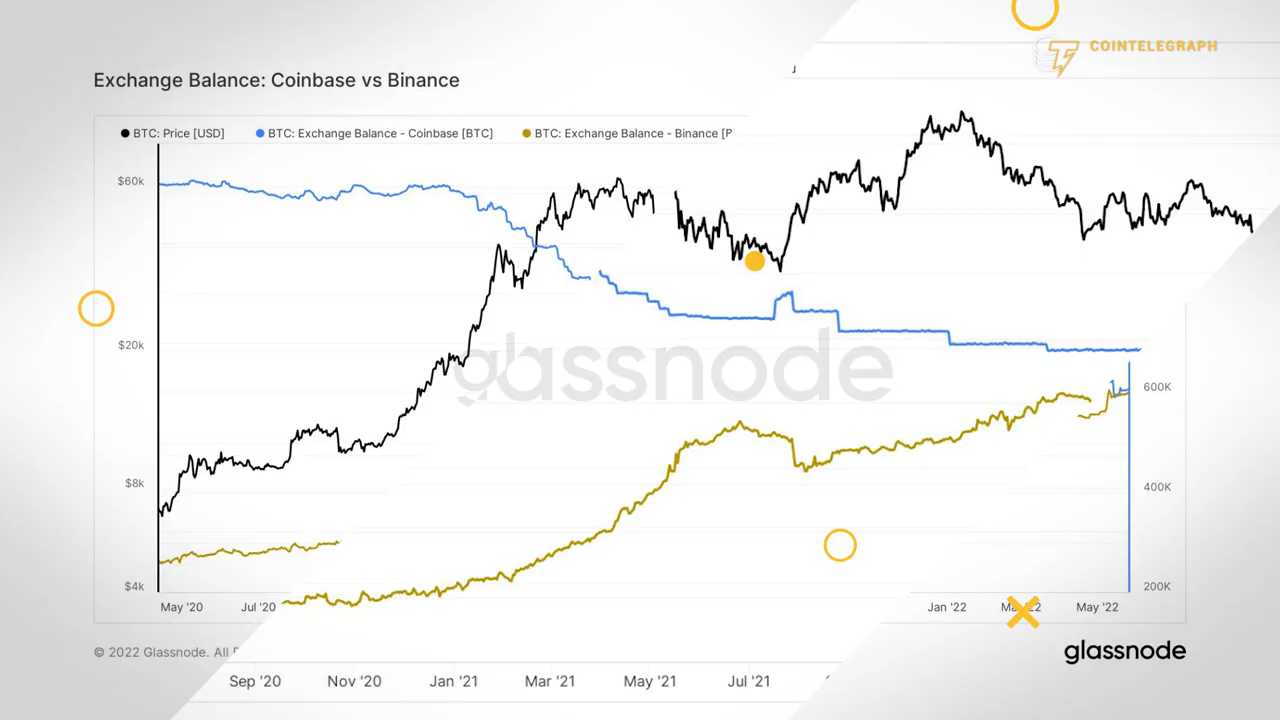 COINTELEGRAPH
Exchange Balance: Coinbase vs Binance
BTC: Price [USD] BTC: Exchange Balance - Coinbase [BTC] BTC: Exchange Balance - Binance [
$60k
$20k
glassnode
600K
$8k
400K
$4k
200K
May '20 Jul '20 Jan '22 May '22
© 2022 Glassnode. All
glassnode
Sep '20 Nov '20 Jan '21 Mar '21 May '21 Jul '21